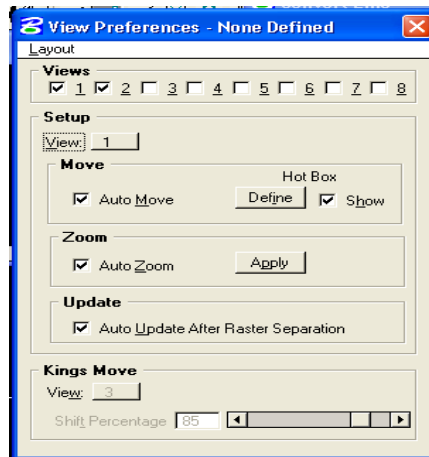 View Preferences - None Defined
Layout
Views
1 2 3 4 5 6 7 8
Setup
View: 1
Move
Hot Box
Auto Move Define Show
Zoom
Auto Zoom Apply
Update
Auto Update After Raster Separation
Kings Move
View: 3
Shift Percentage 85